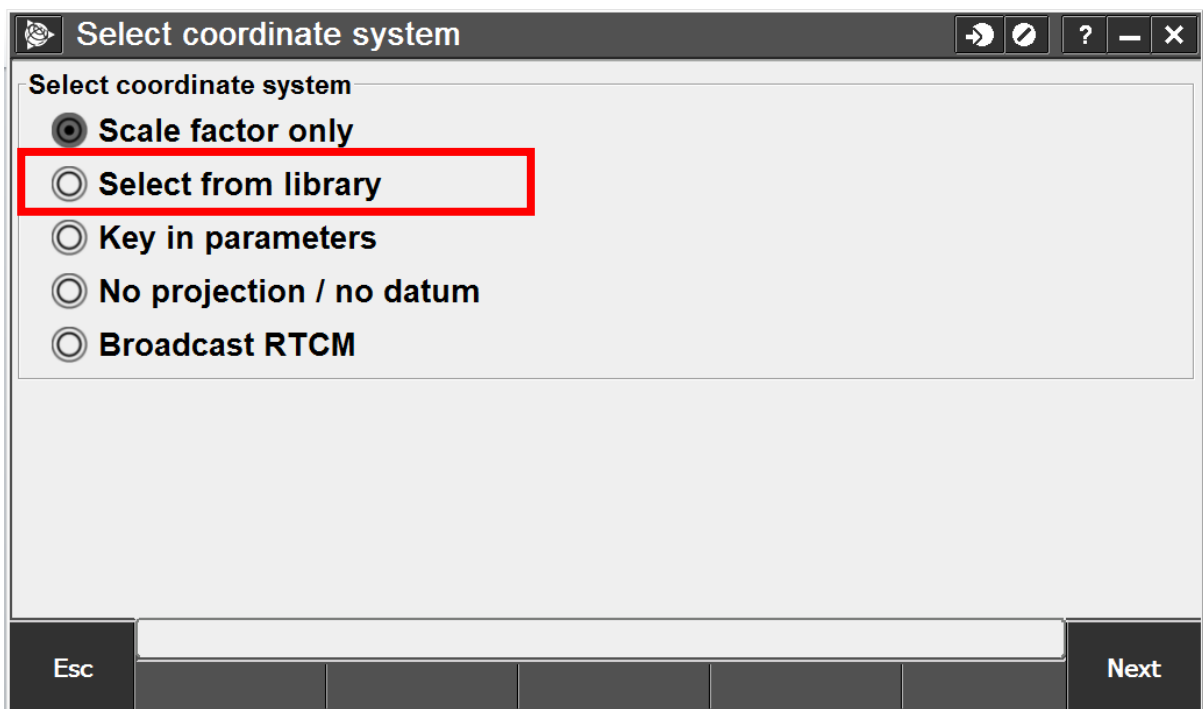 Select coordinate system
?
Select coordinate system
Scale factor only
Select from library
Key in parameters
No projection / no datum
Broadcast RTCM
Esc
Next